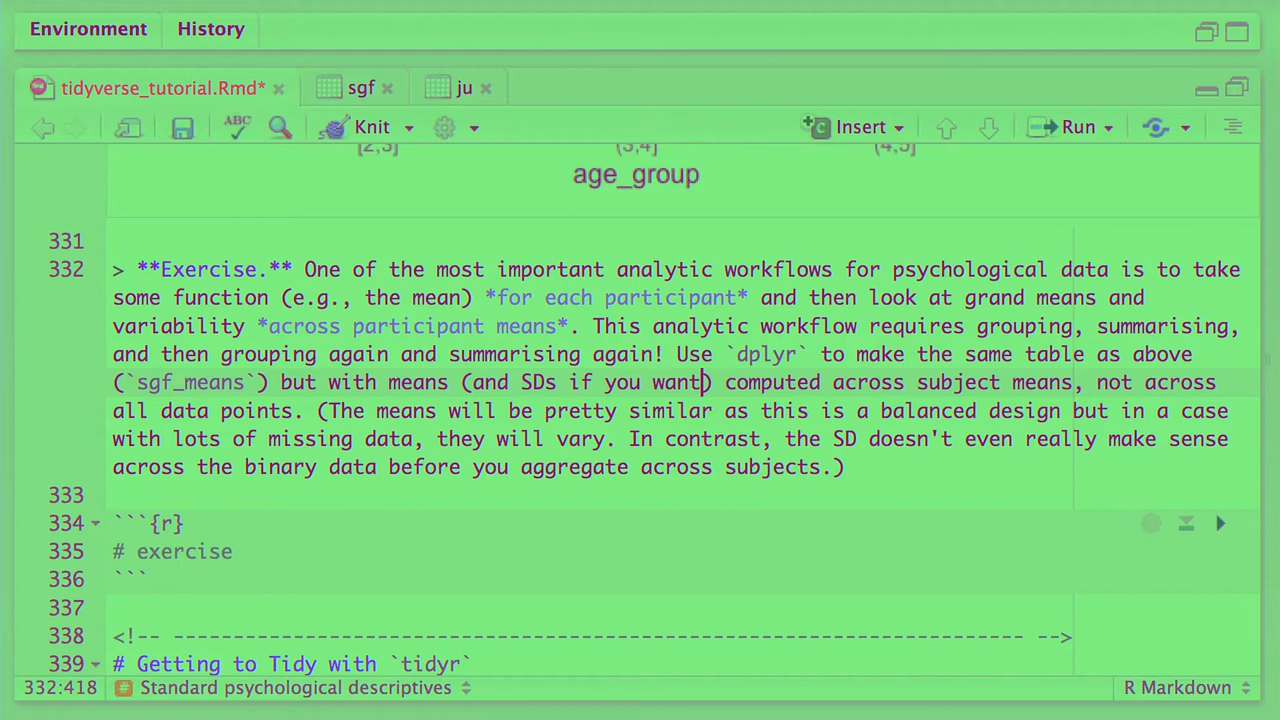 Environment History
tidyverse_tutorial.Rmd* sgf ju
ABC Knit Insert Run
[2,3] (3,4] (4,5]
age_group
331
332 > **Exercise.** One of the most important analytic workflows for psychological data is to take
some function (e.g., the mean) *for each participant* and then look at grand means and
variability *across participant means*. This analytic workflow requires grouping, summarising,
and then grouping again and summarising again! Use `dplyr` to make the same table as above
(`sgf_means`) but with means (and SDs if you want) computed across subject means, not across
all data points. (The means will be pretty similar as this is a balanced design but in a case
with lots of missing data, they will vary. In contrast, the SD doesn't even really make sense
across the binary data before you aggregate across subjects.)
333
334 ```{r}
335 # exercise
336 ```
337
338 <!-- ----------------------------------------------------------------------- -->
339 # Getting to Tidy with `tidyr`
332:418 Standard psychological descriptives R Markdown